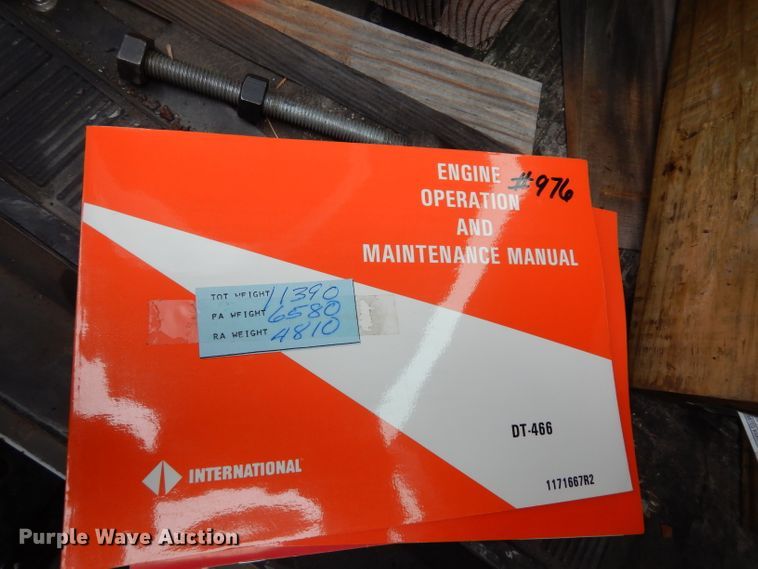 ENGINE
OPERATION
AND
MAINTENANCE MANUAL
#976
TOT WEIGHT 11390
PA WEIGHT 6580
RA WEIGHT 4810
DT-466
INTERNATIONAL
1171667R2
Purple Wave Auction